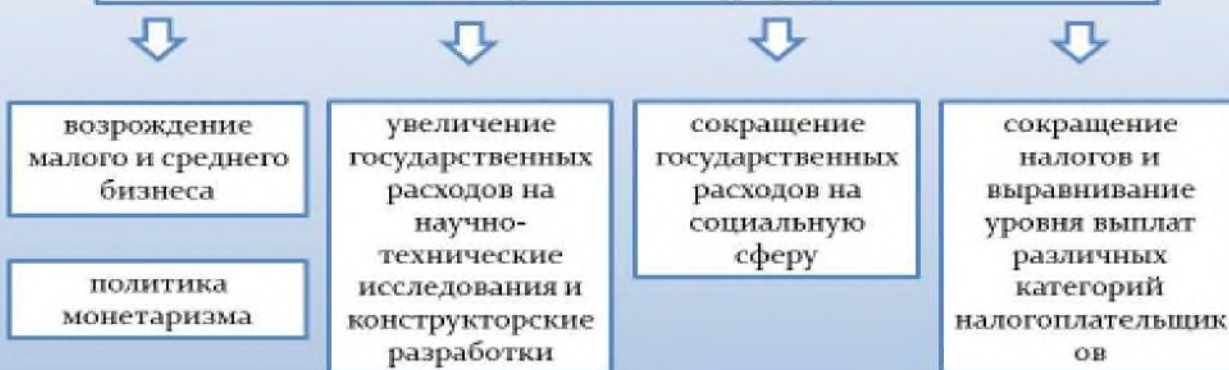 возрождение
малого и среднего
бизнеса
политика
монетаризма
увеличение
государственных
расходов на
научно-
технические
исследования и
конструкторские
разработки
сокращение
государственных
расходов на
социальную
сферу
сокращение
налогов и
выравнивание
уровня выплат
различных
категорий
налогоплательщик
ов